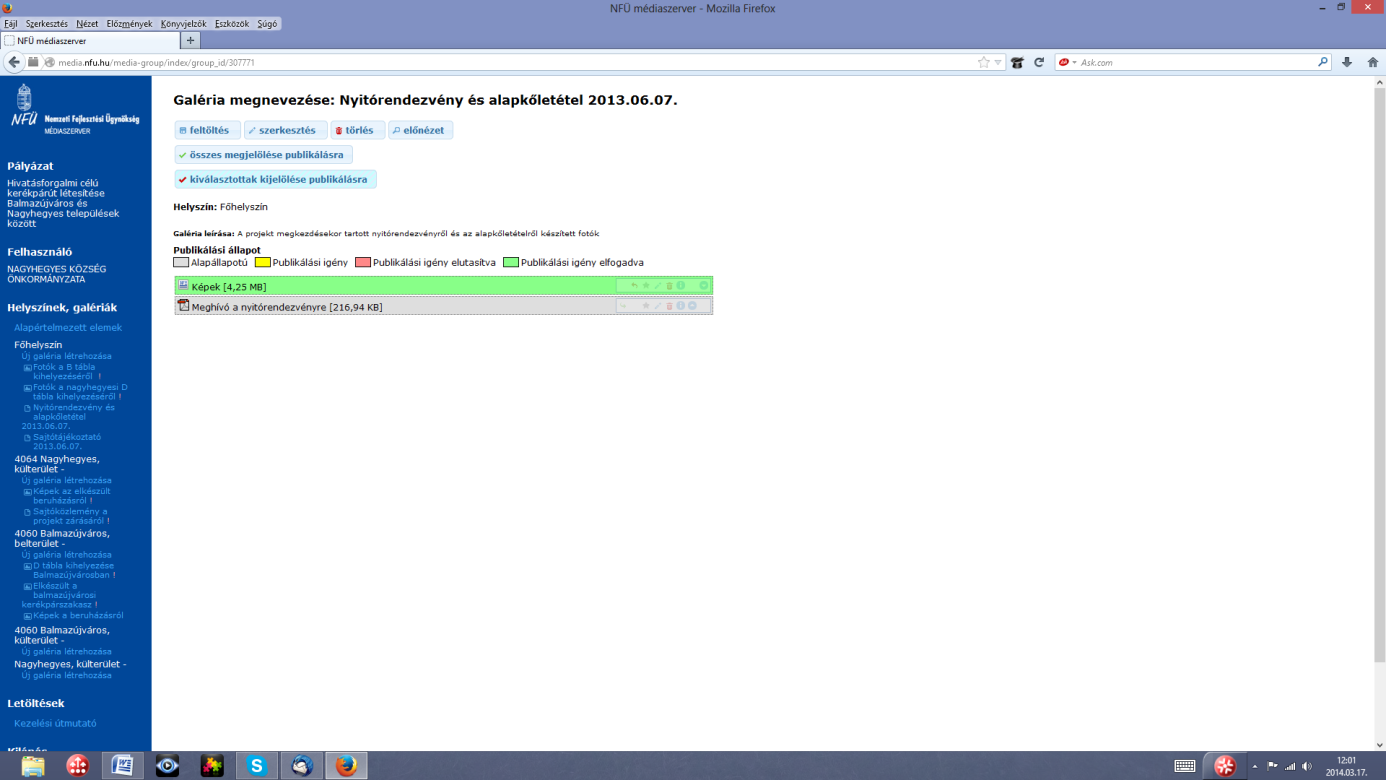 NFÜ médiaszerver - Mozilla Firefox
Fájl Szerkesztés Nézet Előzmények Könyvjelzők Eszközök Súgó
NFÜ médiaszerver
media.nfu.hu/media-group/index/group_id/307771
Ask.com
NFÜ Nemzeti Fejlesztési Ügynökség
MÉDIASZERVER
Pályázat
Hivatásforgalmi célú
kerékpárút létesítése
Balmazújváros és
Nagyhegyes települések
között
Felhasználó
NAGYHEGYES KÖZSÉG
ÖNKORMÁNYZATA
Helyszínek, galériák
Alapértelmezett elemek
Főhelyszín
Új galéria létrehozása
Fotók a B tábla
kihelyezéséről !
Fotók a nagyhegyesi D
tábla kihelyezéséről !
Nyitórendezvény és
alapkőletétel
2013.06.07.
Sajtótájékoztató
2013.06.07.
4064 Nagyhegyes,
külterület -
Új galéria létrehozása
Képek az elkészült
beruházásról !
Sajtóközlemény a
projekt zárásáról !
4060 Balmazújváros,
belterület -
Új galéria létrehozása
D tábla kihelyezése
Balmazújvárosban !
Elkészült a
balmazújvárosi
kerékpárszakasz !
Képek a beruházásról
4060 Balmazújváros,
külterület -
Új galéria létrehozása
Nagyhegyes, külterület -
Új galéria létrehozása
Letöltések
Kezelési útmutató
Kilépés
Galéria megnevezése: Nyitórendezvény és alapkőletétel 2013.06.07.
feltöltés szerkesztés törlés előnézet
összes megjelölése publikálásra
kiválasztottak kijelölése publikálásra
Helyszín: Főhelyszín
Galéria leírása: A projekt megkezdésekor tartott nyitórendezvényről és az alapkőletételről készített fotók
Publikálási állapot
Alapállapotú Publikálási igény Publikálási igény elutasítva Publikálási igény elfogadva
Képek [4,25 MB]
Meghívó a nyitórendezvényre [216,94 KB]
12:01
2014.03.17.